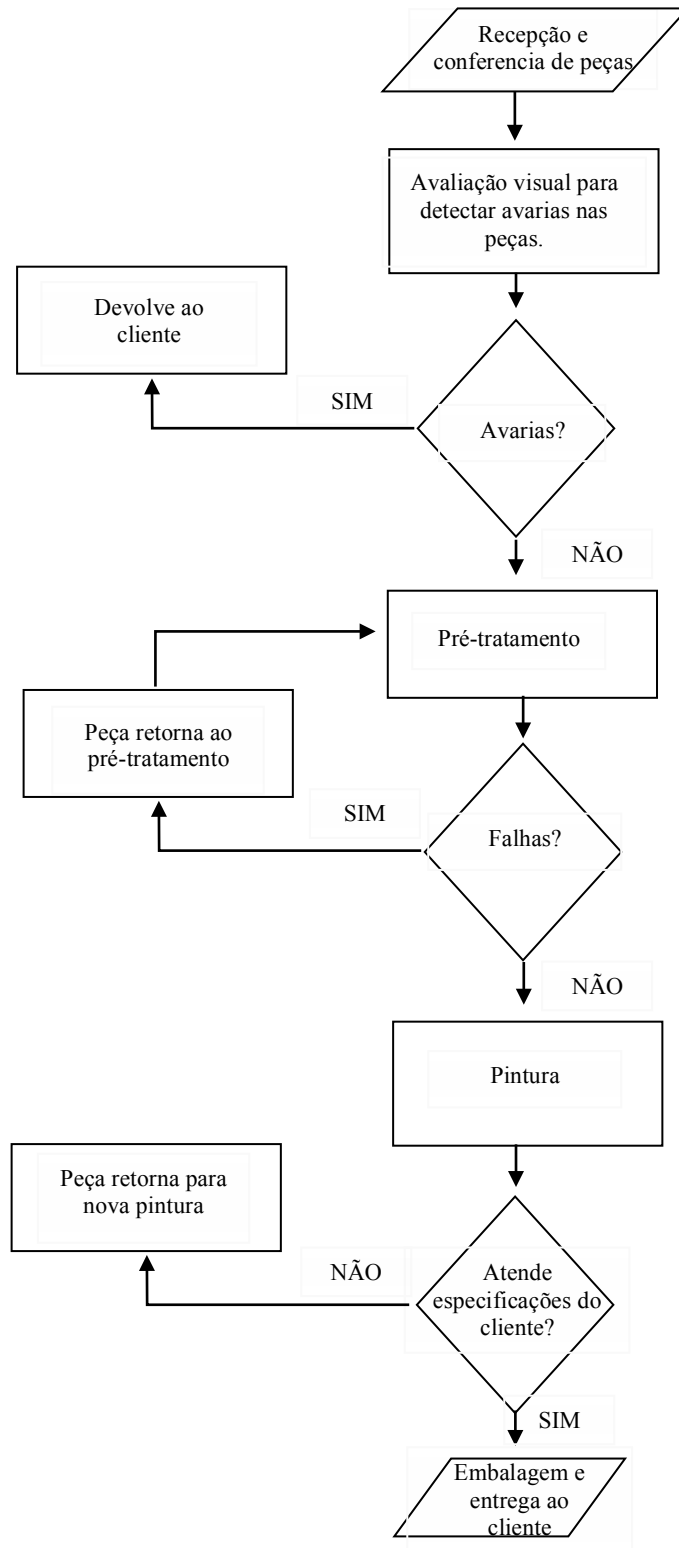 Recepção e
conferencia de peças
Avaliação visual para
detectar avarias nas
peças.
Devolve ao
cliente
SIM
Avarias?
NÃO
Pré-tratamento
Peça retorna ao
pré-tratamento
SIM
Falhas?
NÃO
Pintura
Peça retorna para
nova pintura
NÃO
Atende
especificações do
cliente?
SIM
Embalagem e
entrega ao
cliente